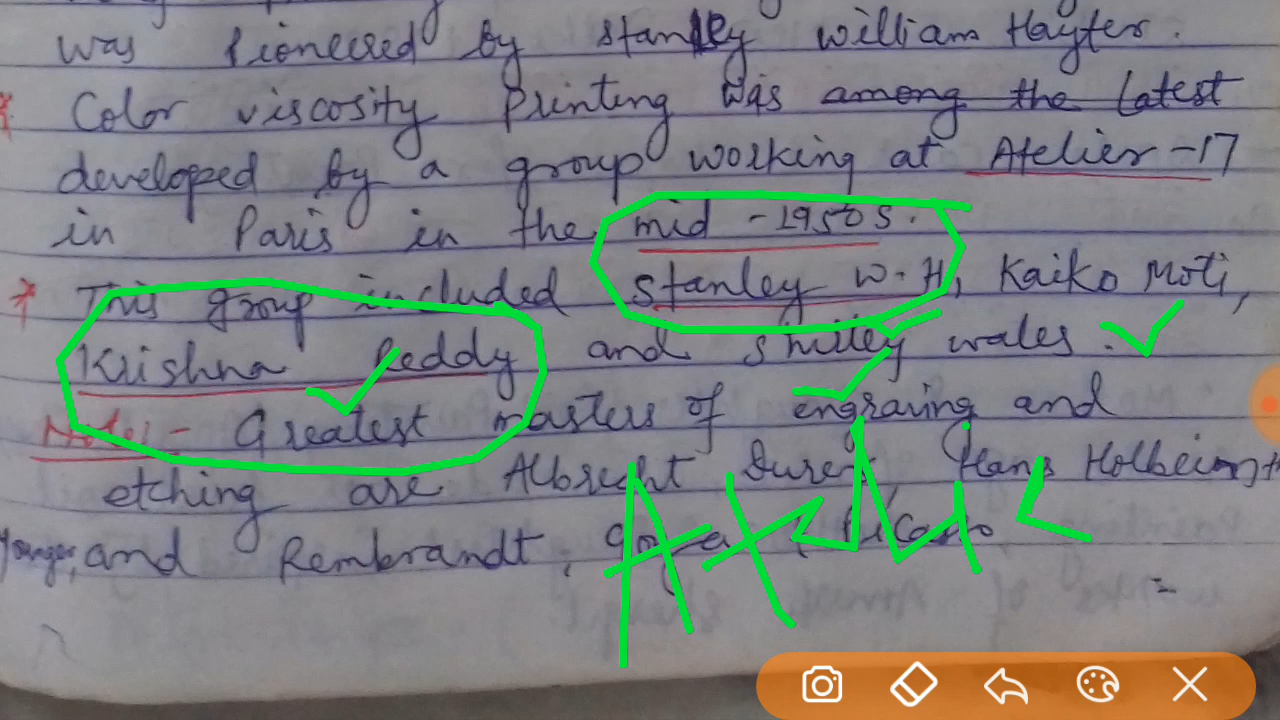 was Pioneered by Stanley William Hayter.
* Color viscosity Printing was among the Latest
developed by a group working at Atelier-17
in Paris in the mid-1950s.
* This group included Stanley W.H, Kaiko Moti,
Krishna Reddy and Shirley wales.
Note:- Greatest masters of engraving and
etching are Albrecht Durer, Hans Holbein
Younger, and Rembrandt, Goya, Picasso